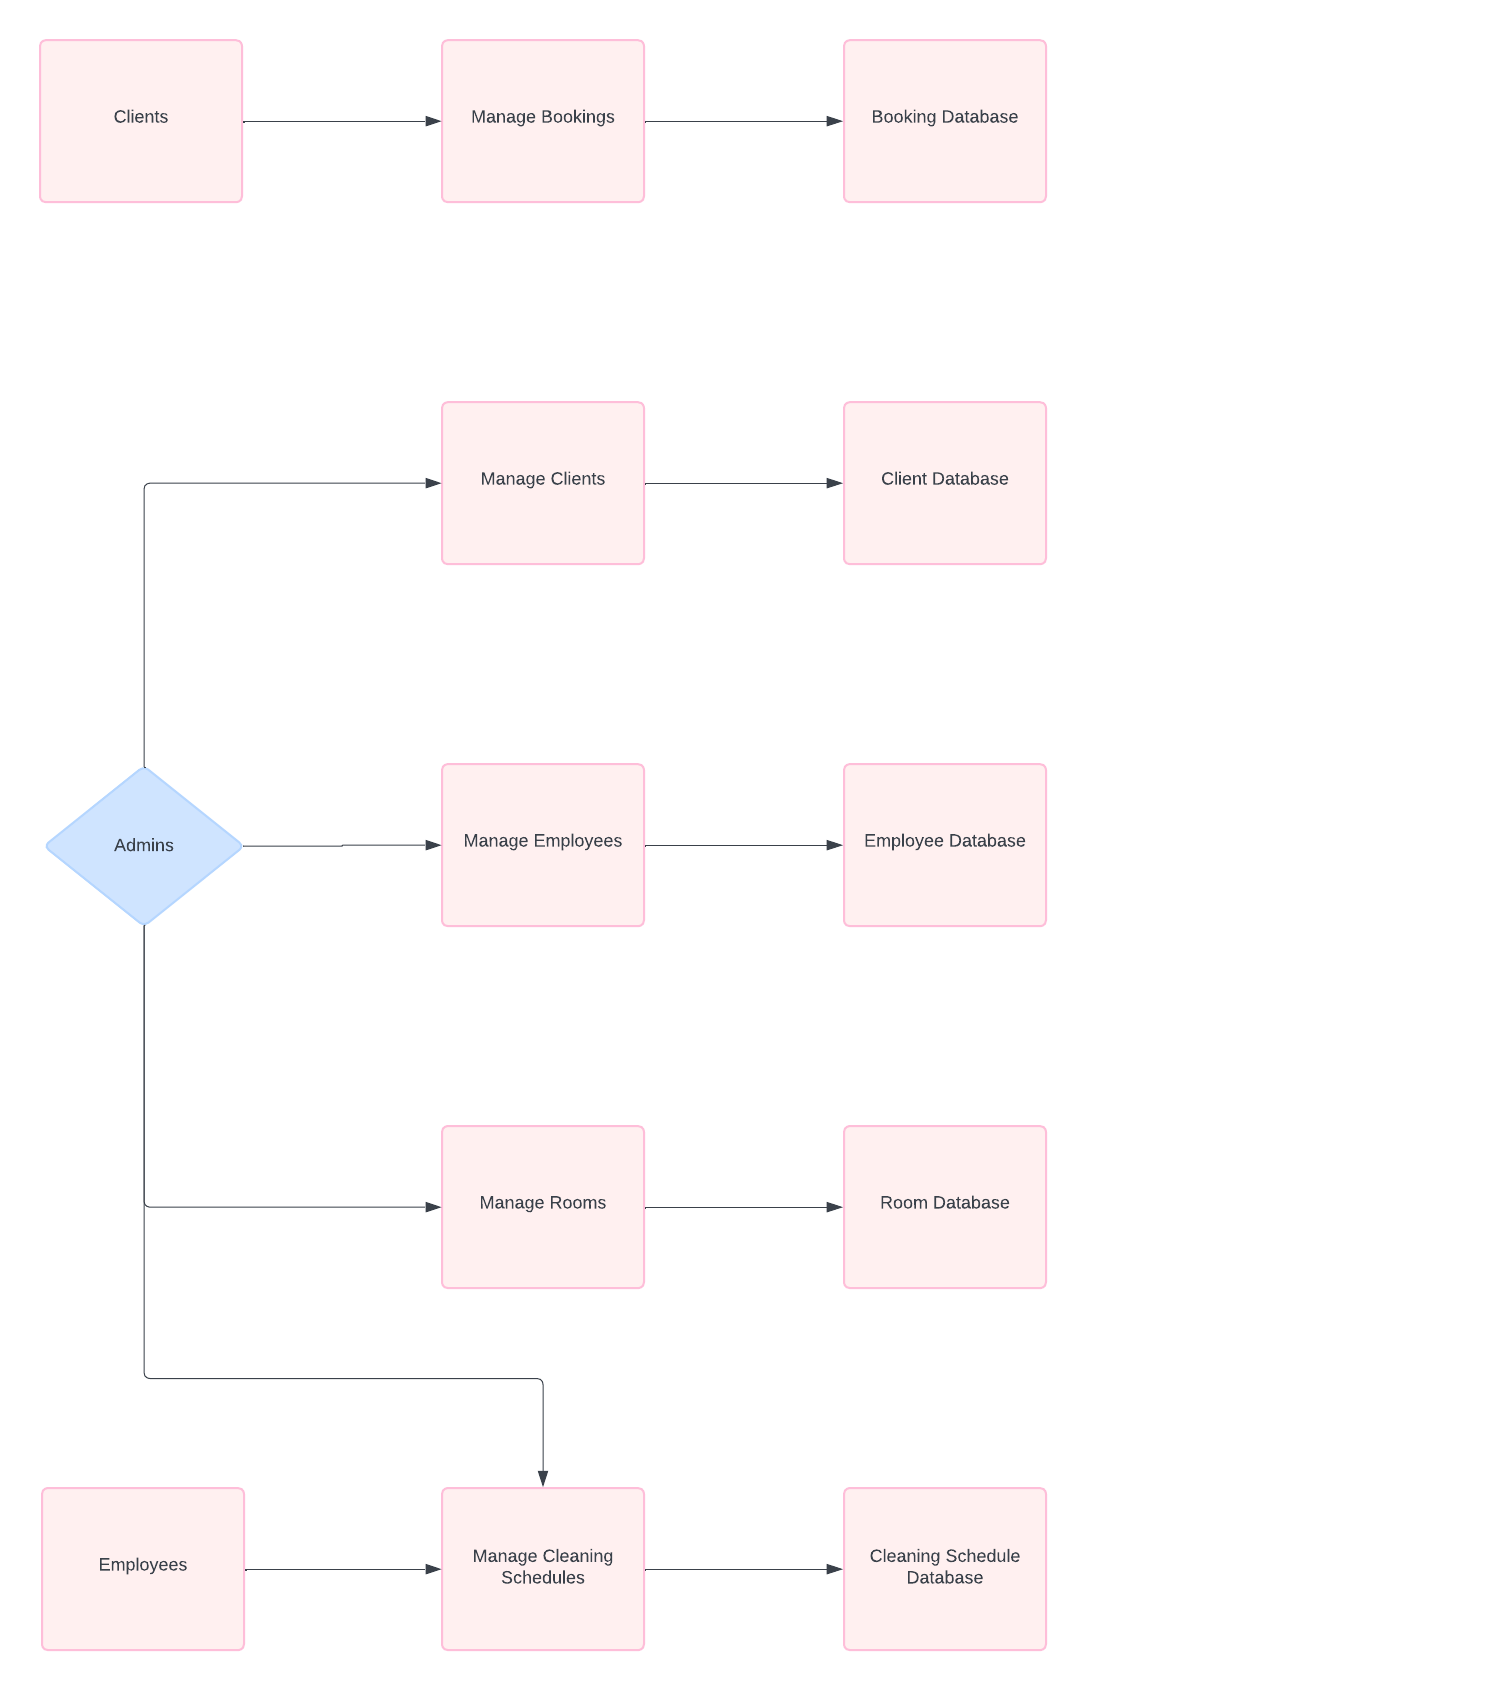 Clients
Manage Bookings
Booking Database
Manage Clients
Client Database
Admins
Manage Employees
Employee Database
Manage Rooms
Room Database
Employees
Manage Cleaning
Schedules
Cleaning Schedule
Database